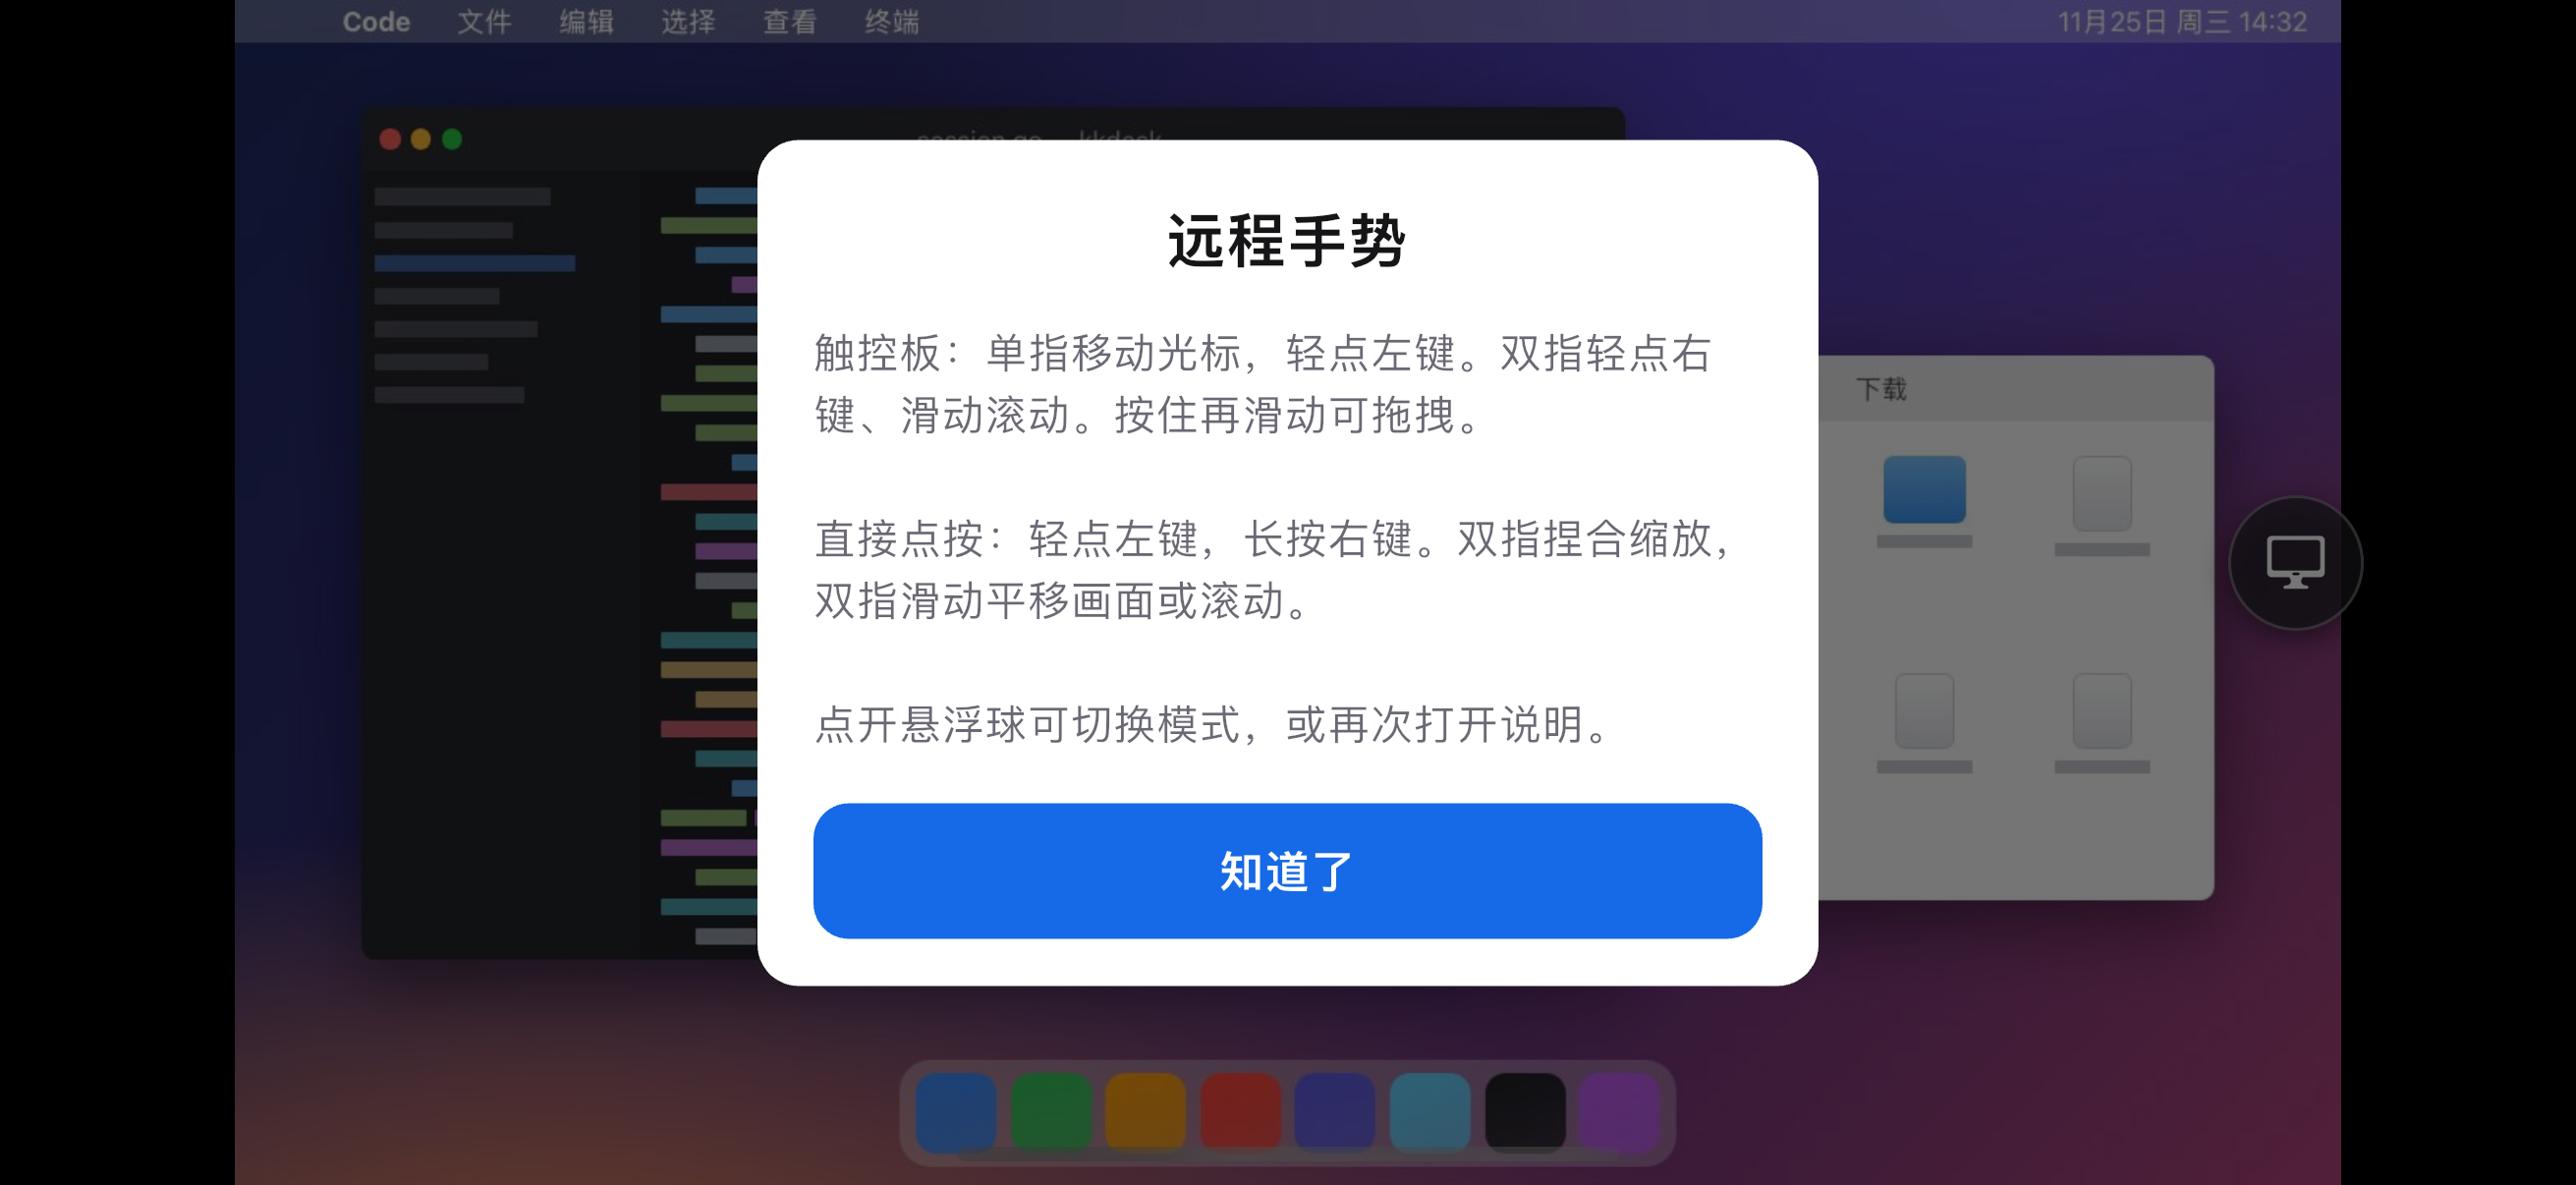 Code 文件 编辑 选择 查看 终端 11月25日 周三 14:32
远程手势
触控板：单指移动光标，轻点左键。双指轻点右
键、滑动滚动。按住再滑动可拖拽。
下载
直接点按：轻点左键，长按右键。双指捏合缩放，
双指滑动平移画面或滚动。
点开悬浮球可切换模式，或再次打开说明。
知道了